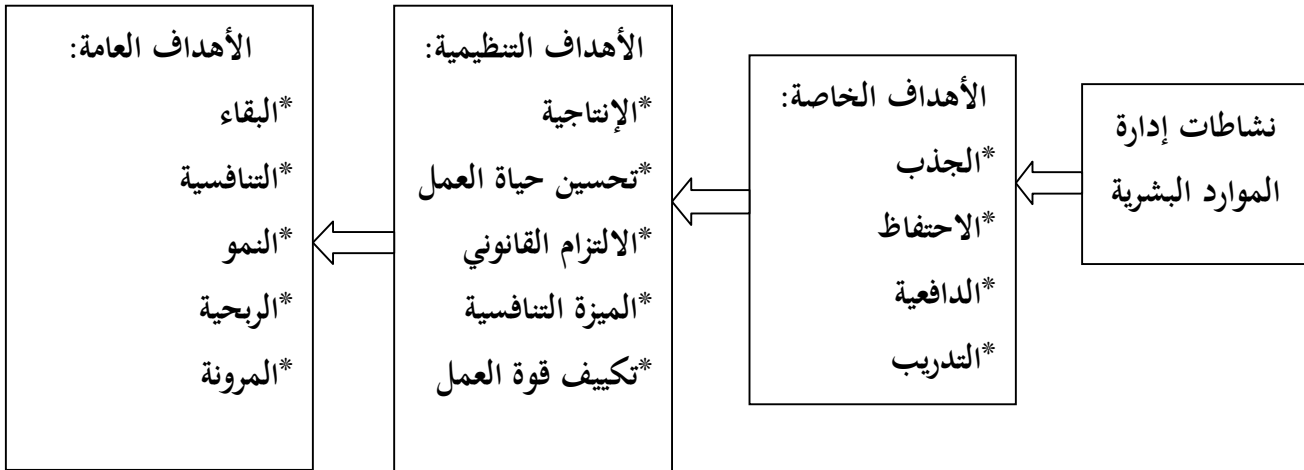 نشاطات إدارة
الموارد البشرية
الأهداف الخاصة:
*الجذب
*الاحتفاظ
*الدافعية
*التدريب
الأهداف التنظيمية:
*الإنتاجية
*تحسين حياة العمل
*الالتزام القانوني
*الميزة التنافسية
*تكييف قوة العمل
الأهداف العامة:
*البقاء
*التنافسية
*النمو
*الربحية
*المرونة